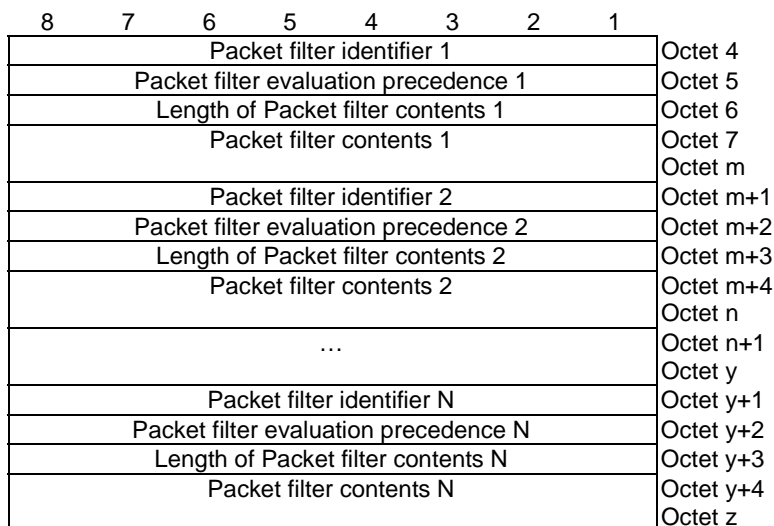 8 7 6 5 4 3 2 1
Packet filter identifier 1 Octet 4
Packet filter evaluation precedence 1 Octet 5
Length of Packet filter contents 1 Octet 6
Packet filter contents 1 Octet 7
Octet m
Packet filter identifier 2 Octet m+1
Packet filter evaluation precedence 2 Octet m+2
Length of Packet filter contents 2 Octet m+3
Packet filter contents 2 Octet m+4
Octet n
… Octet n+1
Octet y
Packet filter identifier N Octet y+1
Packet filter evaluation precedence N Octet y+2
Length of Packet filter contents N Octet y+3
Packet filter contents N Octet y+4
Octet z